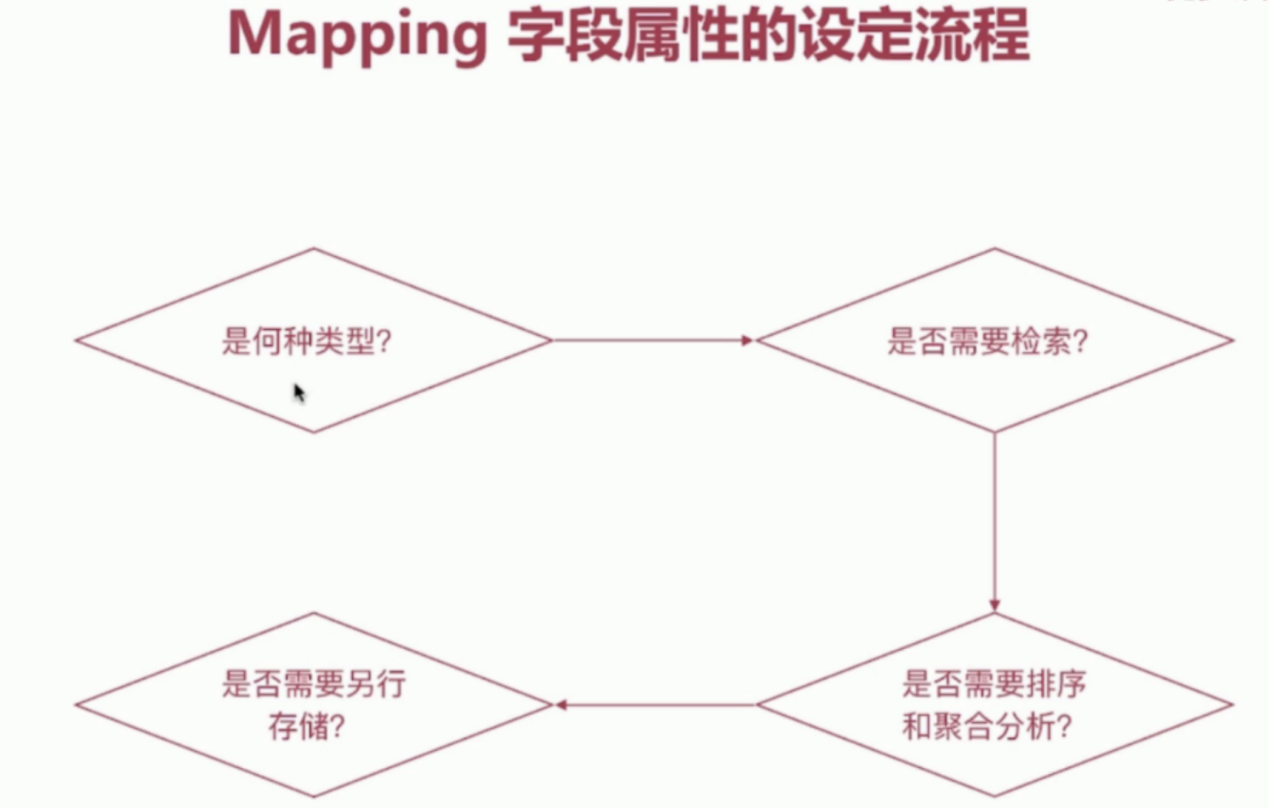 Mapping 字段属性的设定流程
是何种类型?
是否需要检索?
是否需要排序
和聚合分析?
是否需要另行
存储?